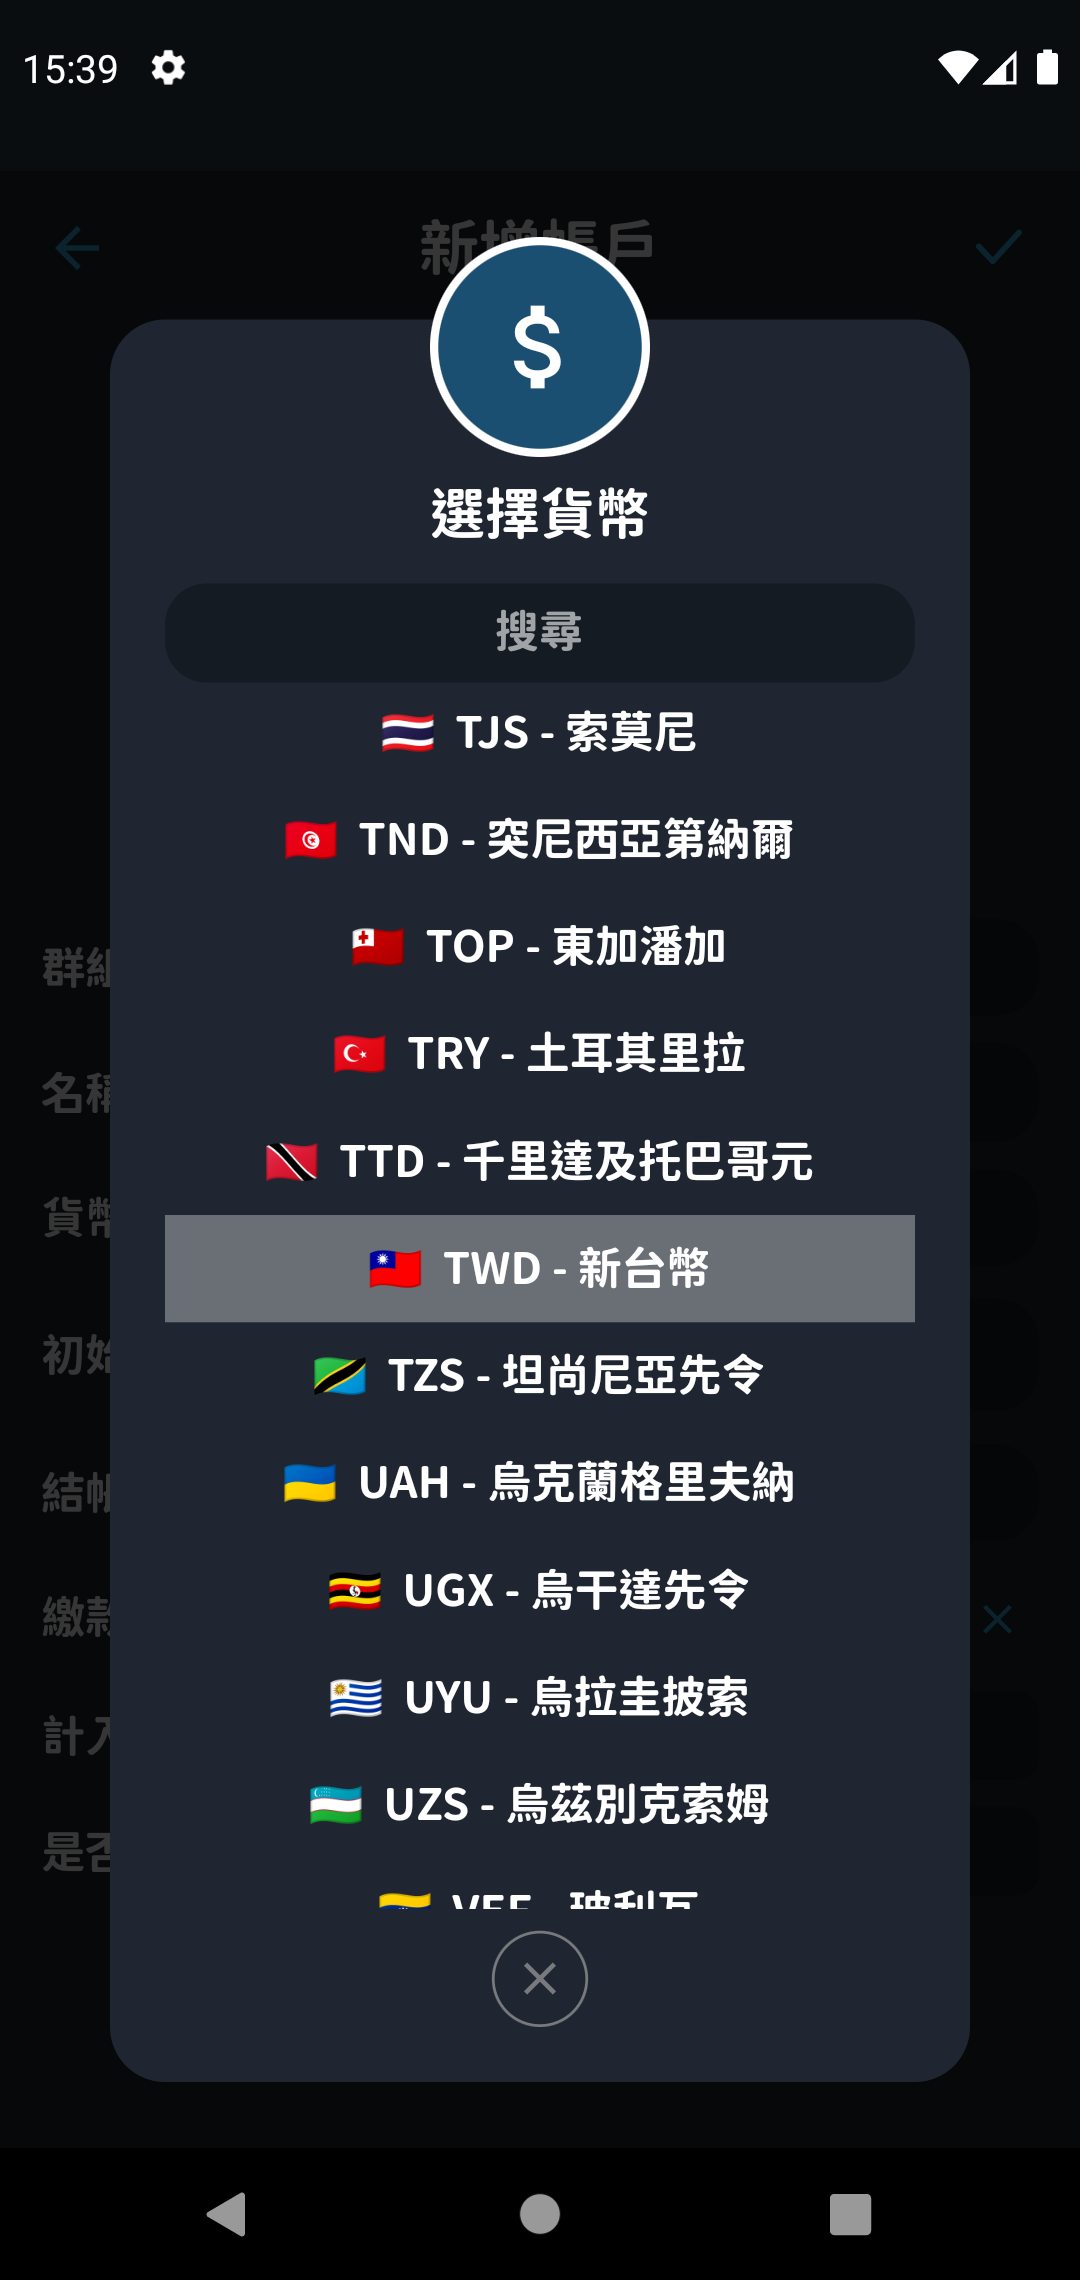 15:39
新增帳戶
$
選擇貨幣
搜尋
TJS - 索莫尼
TND - 突尼西亞第納爾
TOP - 東加潘加
TRY - 土耳其里拉
TTD - 千里達及托巴哥元
TWD - 新台幣
TZS - 坦尚尼亞先令
UAH - 烏克蘭格里夫納
UGX - 烏干達先令
UYU - 烏拉圭披索
UZS - 烏茲別克索姆
VEF - 玻利瓦
群組
名稱
貨幣
初始
結帳
繳款
計入
是否